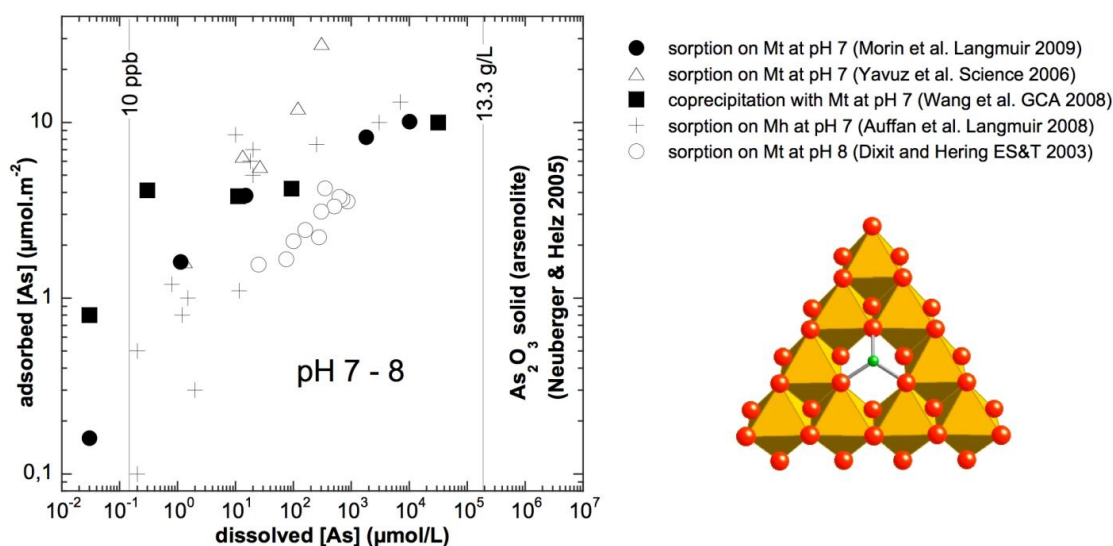 10 ppb
13.3 g/L
adsorbed [As] (µmol.m⁻²)
10
1
0,1
pH 7 - 8
As₂O₃ solid (arsenolite)
(Neuberger & Helz 2005)
10⁻² 10⁻¹ 10⁰ 10¹ 10² 10³ 10⁴ 10⁵ 10⁶ 10⁷
dissolved [As] (µmol/L)
sorption on Mt at pH 7 (Morin et al. Langmuir 2009)
sorption on Mt at pH 7 (Yavuz et al. Science 2006)
coprecipitation with Mt at pH 7 (Wang et al. GCA 2008)
sorption on Mh at pH 7 (Auffan et al. Langmuir 2008)
sorption on Mt at pH 8 (Dixit and Hering ES&T 2003)